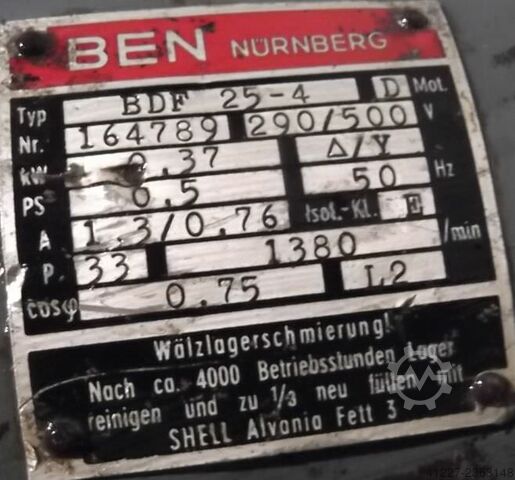 BEN NÜRNBERG
Typ BDF 25-4 D Mot.
Nr. 164789 290/500 V
kW 0.37 Δ/Y
PS 0.5 50 Hz
A 1.3/0.76 Isol.-Kl. E
P. 33 1380 /min
cosφ 0.75 L2
Wälzlagerschmierung!
Nach ca. 4000 Betriebsstunden Lager
reinigen und zu 1/3 neu füllen mit
SHELL Alvania Fett 3